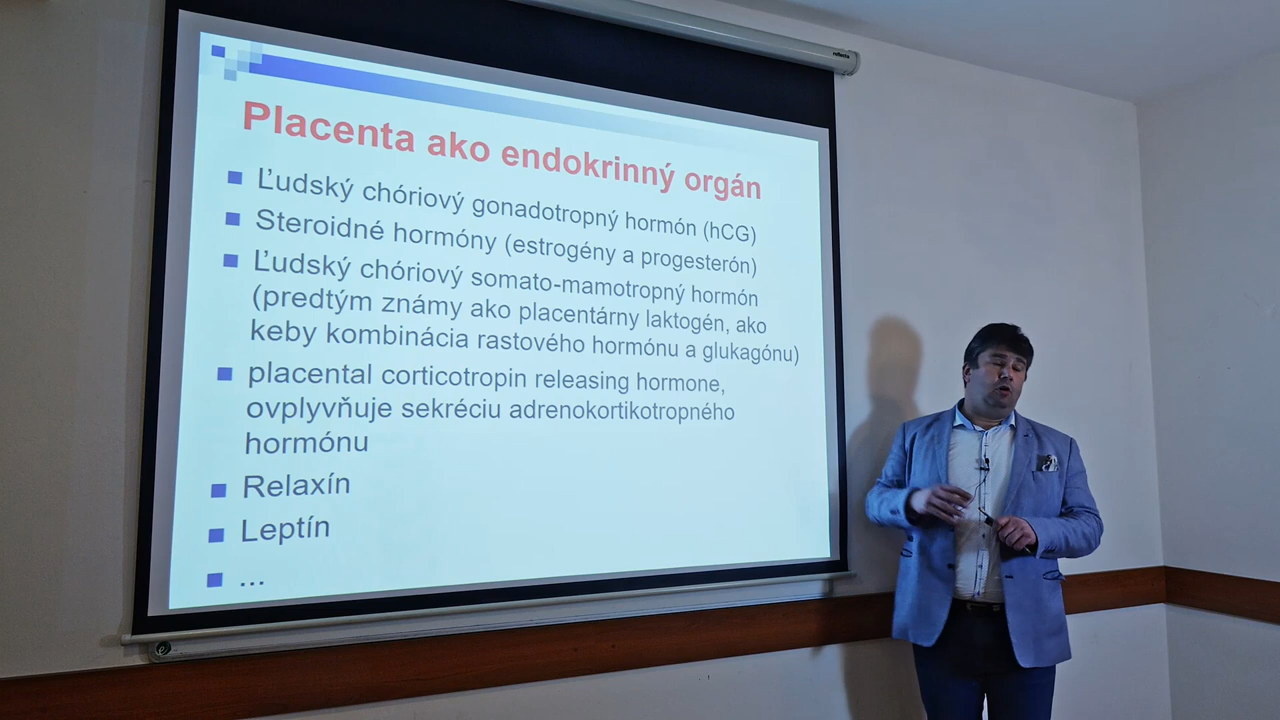 reflecta
Placenta ako endokrinný orgán
Ľudský chóriový gonadotropný hormón (hCG)
Steroidné hormóny (estrogény a progesterón)
Ľudský chóriový somato-mamotropný hormón
(predtým známy ako placentárny laktogén, ako
keby kombinácia rastového hormónu a glukagónu)
placental corticotropin releasing hormone,
ovplyvňuje sekréciu adrenokortikotropného
hormónu
Relaxín
Leptín
...